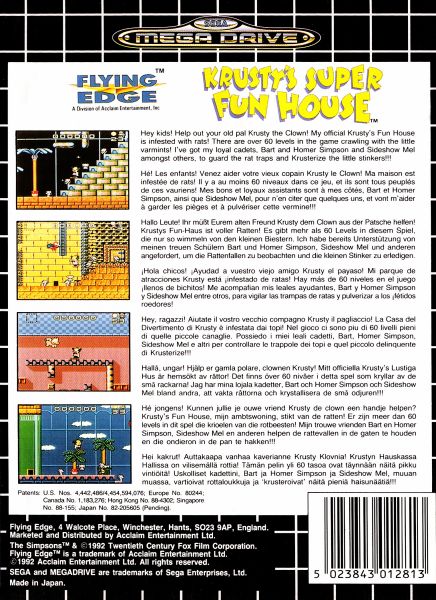 SEGA
MEGA DRIVE
FLYING EDGE™
A Division of Acclaim Entertainment, Inc
KRUSTY'S SUPER
FUN HOUSE™
Hey kids! Help out your old pal Krusty the Clown! My official Krusty's Fun House
is infested with rats! There are over 60 levels in the game crawling with the little
varmints! I've got my loyal cadets, Bart and Homer Simpson and Sideshow Mel
amongst others, to guard the rat traps and Krusterize the little stinkers!!!
Hé! Les enfants! Venez aider votre vieux copain Krusty le Clown! Ma maison est
infestée de rats! Il y a au moins 60 niveaux dans ce jeu, et ils sont tous peuplés
de ces vauriens! Mes bons et loyaux assistants sont à mes côtés, Bart et Homer
Simpson, ainsi que Sideshow Mel, pour n'en citer que quelques uns, et vont m'aider
à garder les pièges et à pulvériser cette vermine!!!
Hallo Leute! Ihr müßt Eurem alten Freund Krusty dem Clown aus der Patsche helfen!
Krustys Fun-Haus ist voller Ratten! Es gibt mehr als 60 Levels in diesem Spiel,
die nur so wimmeln von den kleinen Biestern. Ich habe bereits Unterstützung von
meinen treuen Schülern Bart und Homer Simpson, Sideshow Mel und anderen
angefordert, um die Rattenfallen zu beobachten und die kleinen Stinker zu erledigen.
¡Hola chicos! ¡Ayudad a vuestro viejo amigo Krusty el payaso! Mi parque de
atracciones Krusty está ¡infestado de ratas! Hay más de 60 niveles en el juego
¡llenos de bichitos! Me acompañan mis leales ayudantes, Bart y Homer Simpson
y Sideshow Mel entre otros, para vigilar las trampas de ratas y pulverizar a los ¡fétidos
roedores!
Hey, ragazzi! Aiutate il vostro vecchio compagno Krusty il pagliaccio! La Casa del
Divertimento di Krusty è infestata dai topi! Nel gioco ci sono piu di 60 livelli pieni
di quelle piccole canaglie. Possiedo i miei leali cadetti, Bart, Homer Simpson,
Sideshow Mel e altri per controllare le trappole dei topi e quel piccolo delinquente
di Krusterize!!!
Hallå, ungar! Hjälp er gamla polare, clownen Krusty! Mitt officiella Krusty's Lustiga
Hus är hemsökt av råttor! Det finns över 60 nivåer i detta spel som kryllar av de
små rackarna! Jag har mina lojala kadetter, Bart och Homer Simpson och Sideshow
Mel bland andra, att vakta råttorna och krystallisera de små odjuren!!!
Hé jongens! Kunnen jullie je ouwe vriend Krusty de clown een handje helpen?
Krusty's Fun House, mijn ambtswoning, stikt van de ratten! Er zijn meer dan 60
levels in dit spel die krioelen van die rotbeesten! Mijn trouwe vrienden Bart en Homer
Simpson, Sideshow Mel en anderen helpen de rattevallen in de gaten te houden
en die ondieren in de pan te hakken!!!
Hei kakrut! Auttakaapa vanhaa kaverianne Krusty Klovnia! Krustyn Hauskassa
Hallissa on vilisemällä rottia! Tämän pelin yli 60 tasoa ovat täynnään näitä pikku
vintiöitä! Uskolliset kadettini, Bart ja Homer Simpson ja Sideshow Mel, muuan
muassa, vartioivat rottaloukkuja ja 'krusteroivat' näitä pieniä haisunäätiä!!!
Patents: U.S. Nos. 4,442,486/4,454,594,076; Europe No. 80244;
Canada No. 1,183,276; Hong Kong No. 88-4302; Singapore
No. 88-155; Japan No. 82-205605 (Pending).
Flying Edge, 4 Walcote Place, Winchester, Hants, SO23 9AP, England.
Marketed and Distributed by Acclaim Entertainment Ltd.
The Simpsons™ & ©1992 Twentieth Century Fox Film Corporation.
Flying Edge™ is a trademark of Acclaim Entertainment Ltd.
©1992 Acclaim Entertainment Ltd. All rights reserved.
SEGA and MEGADRIVE are trademarks of Sega Enterprises, Ltd.
Made in Japan.
5 023843 012813